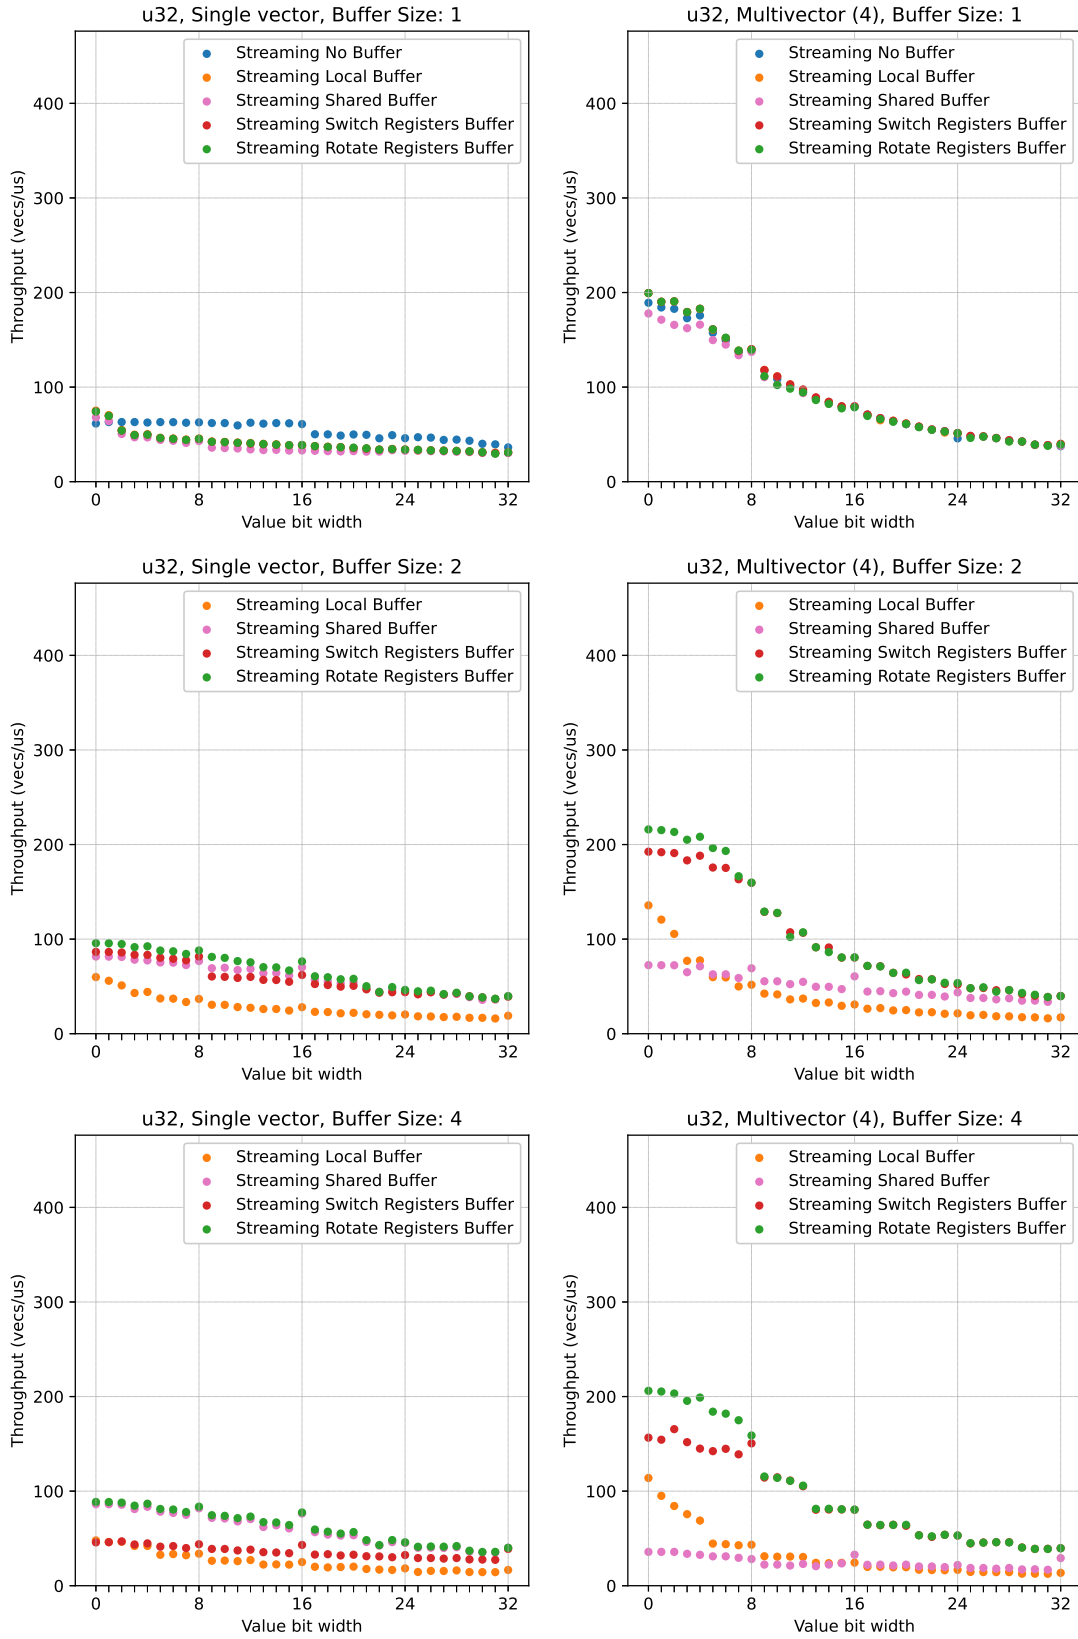 u32, Single vector, Buffer Size: 1
Streaming No Buffer
Streaming Local Buffer
Streaming Shared Buffer
Streaming Switch Registers Buffer
Streaming Rotate Registers Buffer
Throughput (vecs/us)
400
300
200
100
0
0 8 16 24 32
Value bit width
u32, Multivector (4), Buffer Size: 1
Streaming No Buffer
Streaming Local Buffer
Streaming Shared Buffer
Streaming Switch Registers Buffer
Streaming Rotate Registers Buffer
Throughput (vecs/us)
400
300
200
100
0
0 8 16 24 32
Value bit width
u32, Single vector, Buffer Size: 2
Streaming Local Buffer
Streaming Shared Buffer
Streaming Switch Registers Buffer
Streaming Rotate Registers Buffer
Throughput (vecs/us)
400
300
200
100
0
0 8 16 24 32
Value bit width
u32, Multivector (4), Buffer Size: 2
Streaming Local Buffer
Streaming Shared Buffer
Streaming Switch Registers Buffer
Streaming Rotate Registers Buffer
Throughput (vecs/us)
400
300
200
100
0
0 8 16 24 32
Value bit width
u32, Single vector, Buffer Size: 4
Streaming Local Buffer
Streaming Shared Buffer
Streaming Switch Registers Buffer
Streaming Rotate Registers Buffer
Throughput (vecs/us)
400
300
200
100
0
0 8 16 24 32
Value bit width
u32, Multivector (4), Buffer Size: 4
Streaming Local Buffer
Streaming Shared Buffer
Streaming Switch Registers Buffer
Streaming Rotate Registers Buffer
Throughput (vecs/us)
400
300
200
100
0
0 8 16 24 32
Value bit width